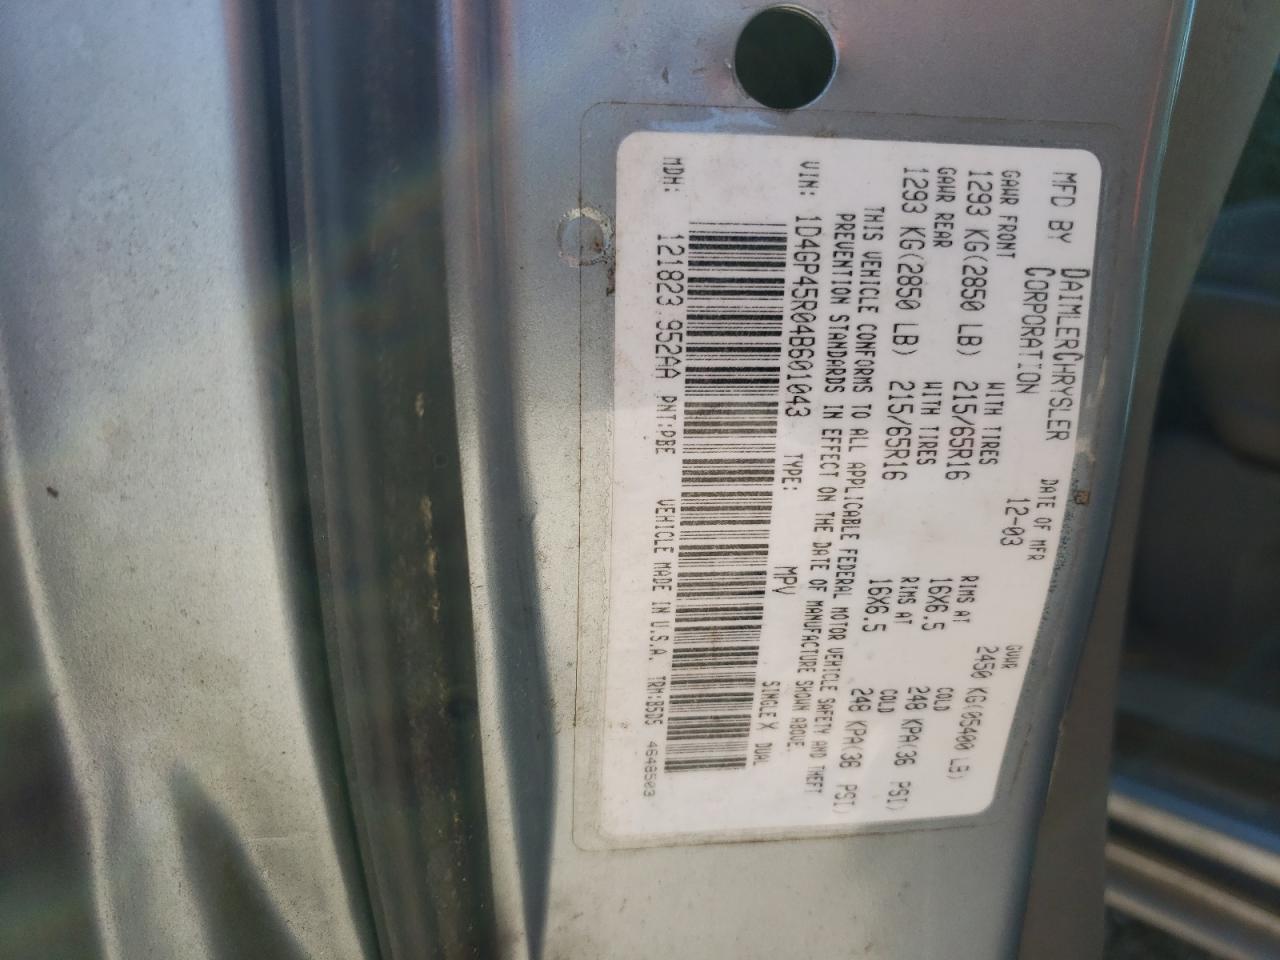 MFD BY DAIMLERCHRYSLER CORPORATION
DATE OF MFR 12-03
GVWR 2450 KG(05400 LB)
GAWR FRONT WITH TIRES RIMS AT COLD
1293 KG(2850 LB) 215/65R16 16X6.5 248 KPA(36 PSI)
GAWR REAR WITH TIRES RIMS AT COLD
1293 KG(2850 LB) 215/65R16 16X6.5 248 KPA(36 PSI)
THIS VEHICLE CONFORMS TO ALL APPLICABLE FEDERAL MOTOR VEHICLE SAFETY AND THEFT
PREVENTION STANDARDS IN EFFECT ON THE DATE OF MANUFACTURE SHOWN ABOVE.
VIN: 1D4GP45R04B601043 TYPE: MPV SINGLE X DUAL
MDH: 121823 952AA PNT:PBE VEHICLE MADE IN U.S.A. TRM:B5D5 4648503